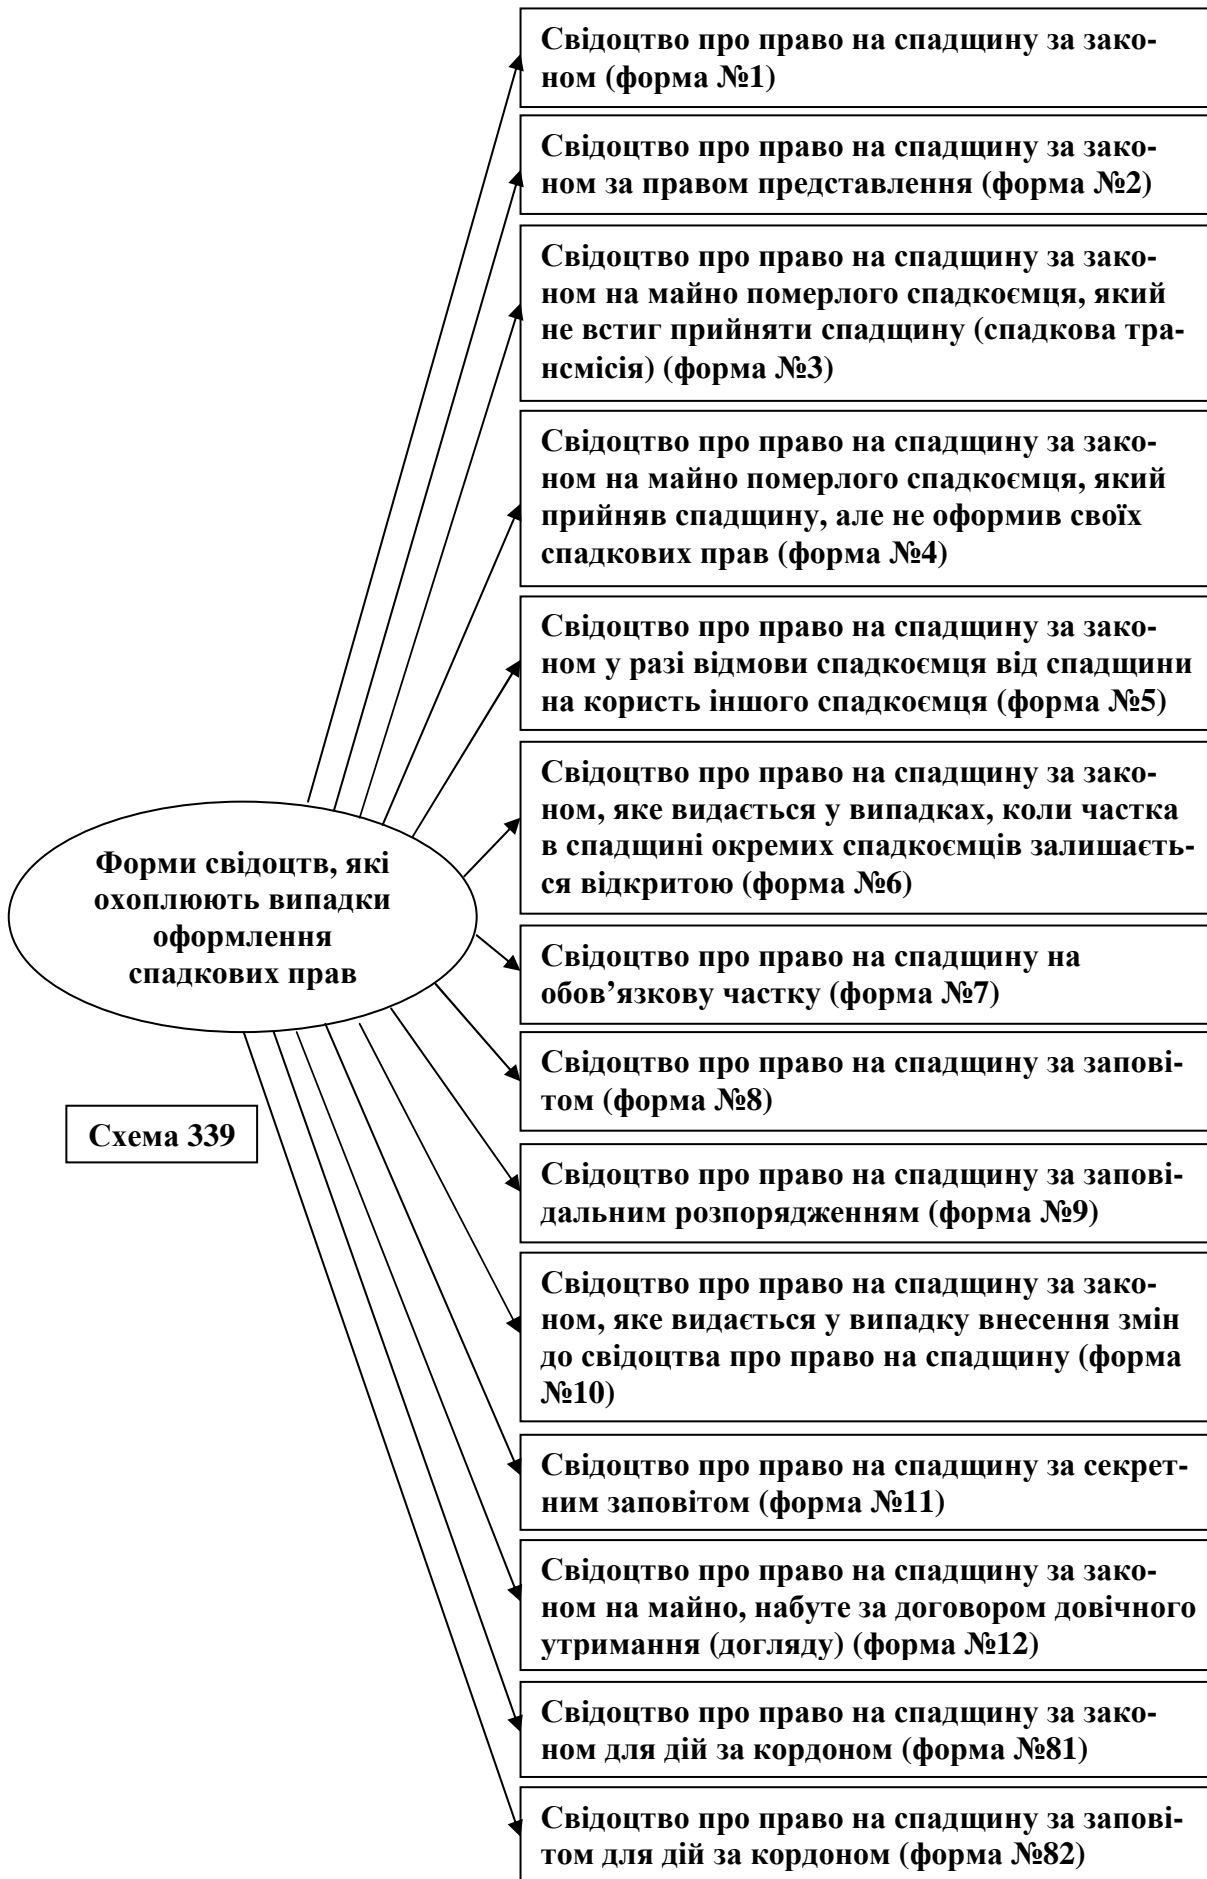 Свідоцтво про право на спадщину за зако-
ном (форма №1)
Свідоцтво про право на спадщину за зако-
ном за правом представлення (форма №2)
Свідоцтво про право на спадщину за зако-
ном на майно померлого спадкоємця, який
не встиг прийняти спадщину (спадкова тра-
нсмісія) (форма №3)
Свідоцтво про право на спадщину за зако-
ном на майно померлого спадкоємця, який
прийняв спадщину, але не оформив своїх
спадкових прав (форма №4)
Свідоцтво про право на спадщину за зако-
ном у разі відмови спадкоємця від спадщини
на користь іншого спадкоємця (форма №5)
Свідоцтво про право на спадщину за зако-
ном, яке видається у випадках, коли частка
в спадщині окремих спадкоємців залишаєть-
ся відкритою (форма №6)
Форми свідоцтв, які
охоплюють випадки
оформлення
спадкових прав
Свідоцтво про право на спадщину на
обов’язкову частку (форма №7)
Свідоцтво про право на спадщину за запові-
том (форма №8)
Схема 339
Свідоцтво про право на спадщину за запові-
дальним розпорядженням (форма №9)
Свідоцтво про право на спадщину за зако-
ном, яке видається у випадку внесення змін
до свідоцтва про право на спадщину (форма
№10)
Свідоцтво про право на спадщину за секрет-
ним заповітом (форма №11)
Свідоцтво про право на спадщину за зако-
ном на майно, набуте за договором довічного
утримання (догляду) (форма №12)
Свідоцтво про право на спадщину за зако-
ном для дій за кордоном (форма №81)
Свідоцтво про право на спадщину за запові-
том для дій за кордоном (форма №82)